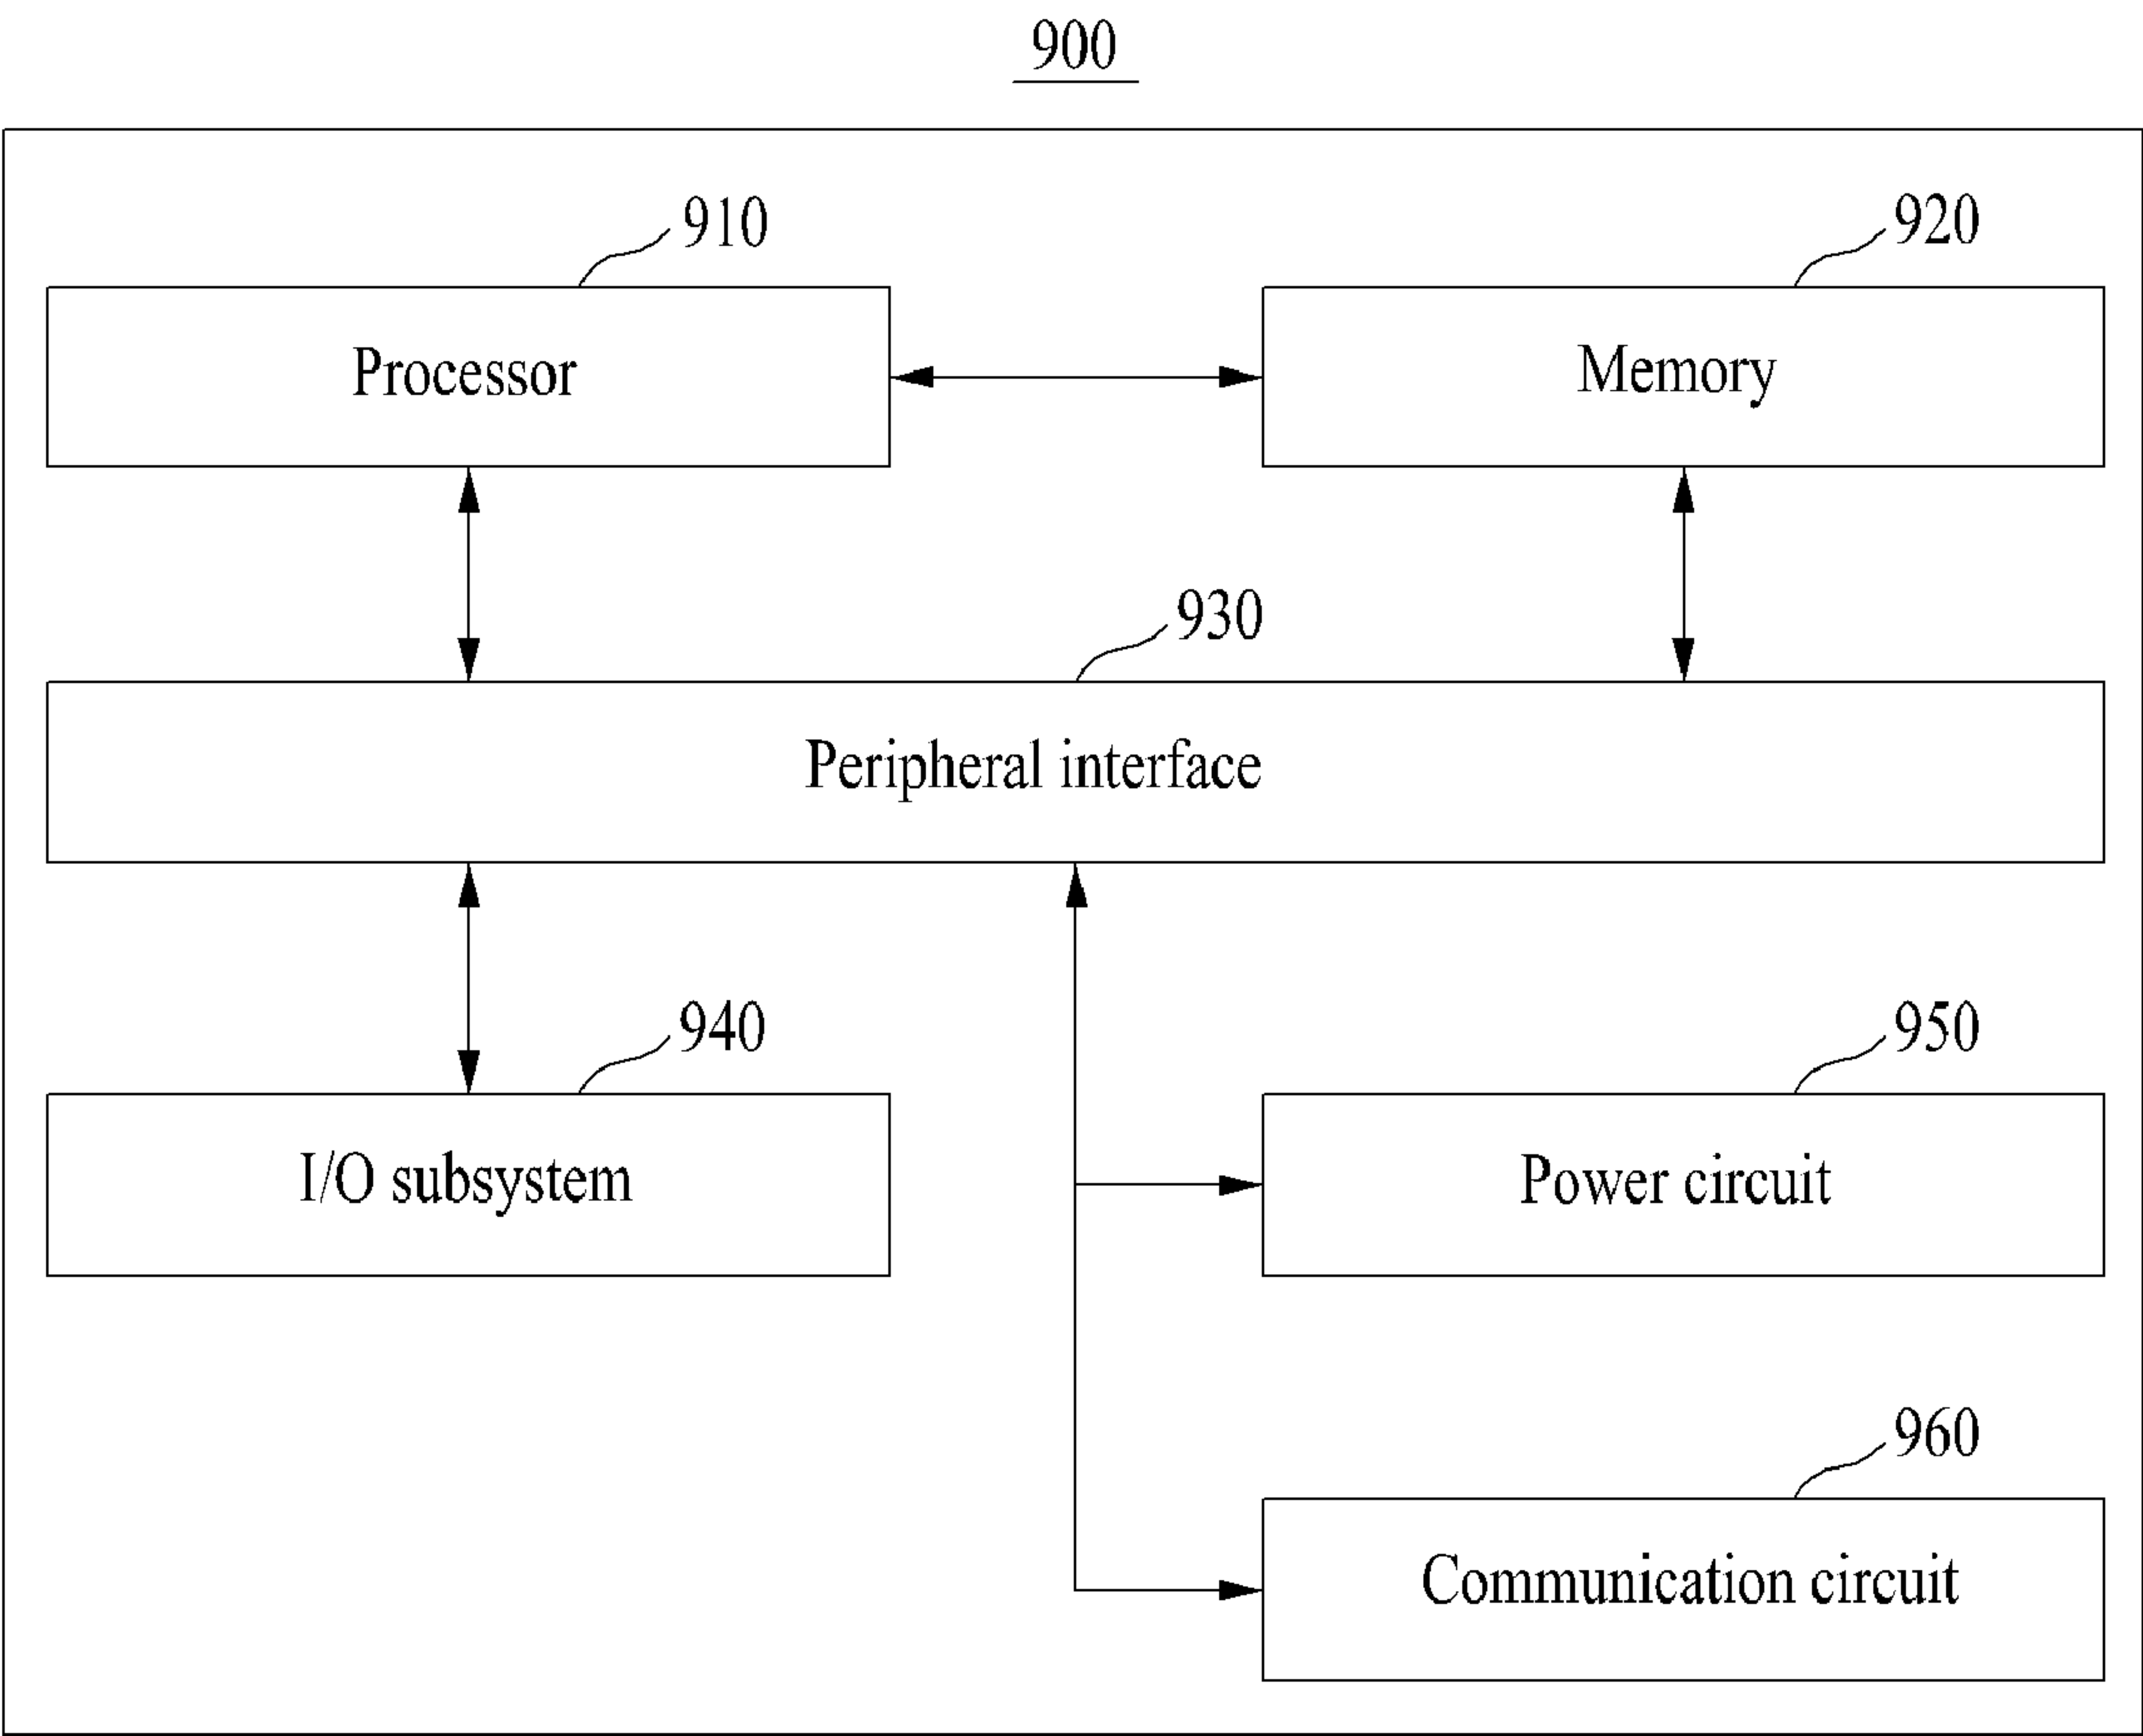 900
910
920
Processor
Memory
930
Peripheral interface
940
950
I/O subsystem
Power circuit
960
Communication circuit